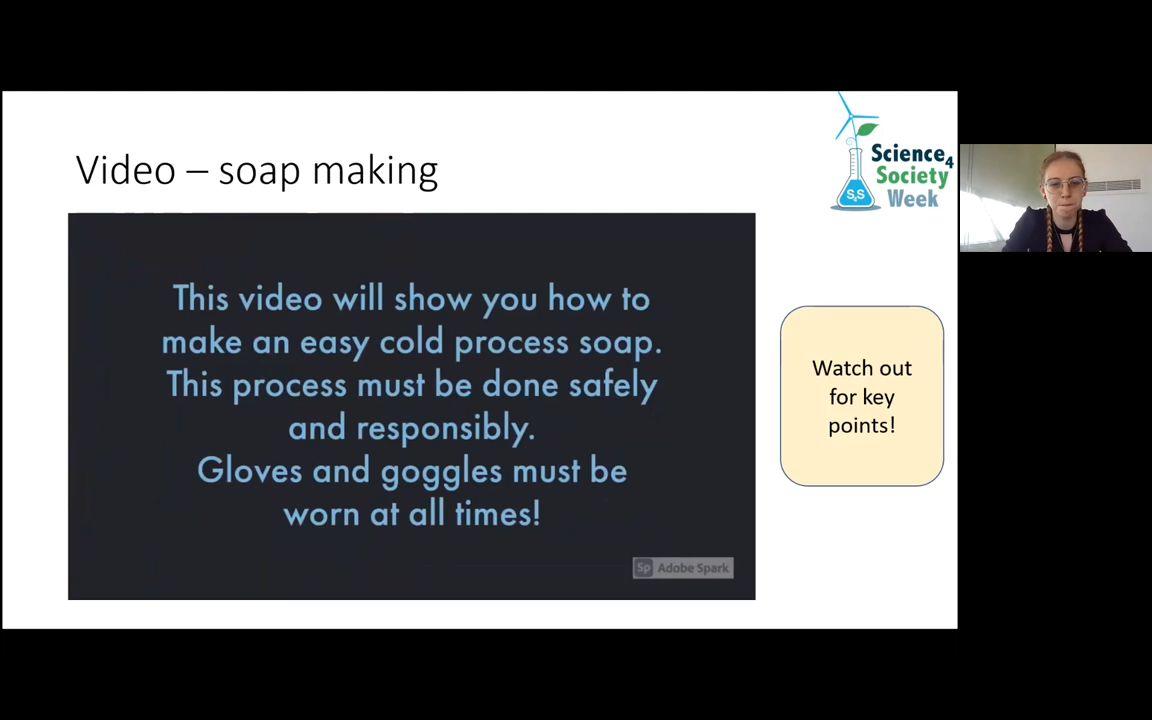 Video – soap making
Science4
Society
Week
S4S
This video will show you how to
make an easy cold process soap.
This process must be done safely
and responsibly.
Gloves and goggles must be
worn at all times!
Sp Adobe Spark
Watch out
for key
points!